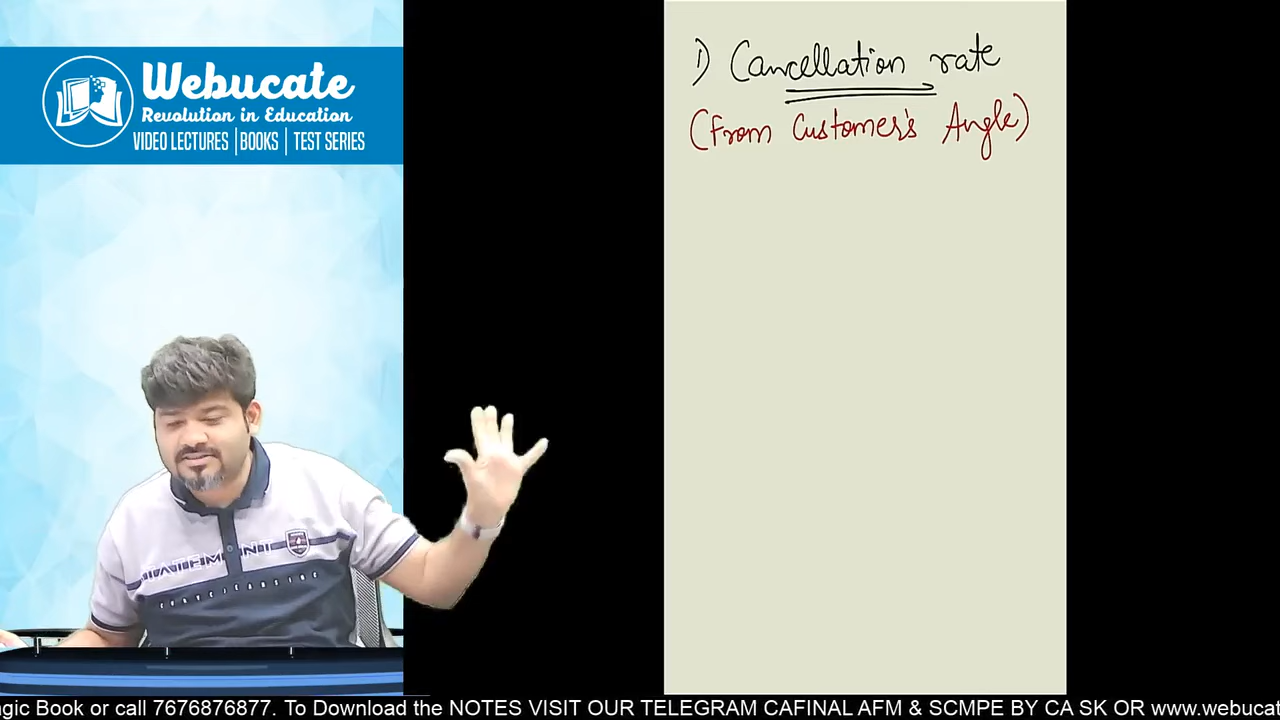 Webucate
Revolution in Education
VIDEO LECTURES | BOOKS | TEST SERIES
1) Cancellation rate
(From Customer's Angle)
STATEMENT
gic Book or call 7676876877. To Download the NOTES VISIT OUR TELEGRAM CAFINAL AFM & SCMPE BY CA SK OR www.webucat